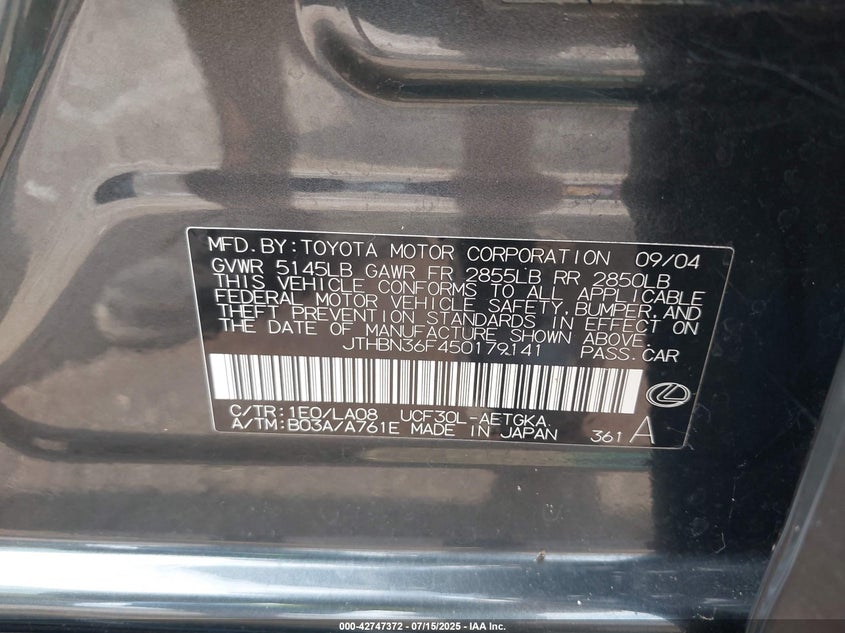 MFD. BY: TOYOTA MOTOR CORPORATION 09/04
GVWR 5145LB GAWR FR 2855LB RR 2850LB
THIS VEHICLE CONFORMS TO ALL APPLICABLE
FEDERAL MOTOR VEHICLE SAFETY, BUMPER, AND
THEFT PREVENTION STANDARDS IN EFFECT ON
THE DATE OF MANUFACTURE SHOWN ABOVE.
JTHBN36F450179141 PASS. CAR
C/TR: 1E0/LA08 UCF30L-AETGKA
A/TM: B03A/A761E MADE IN JAPAN 361 A
000-42747372 - 07/15/2025 - IAA Inc.